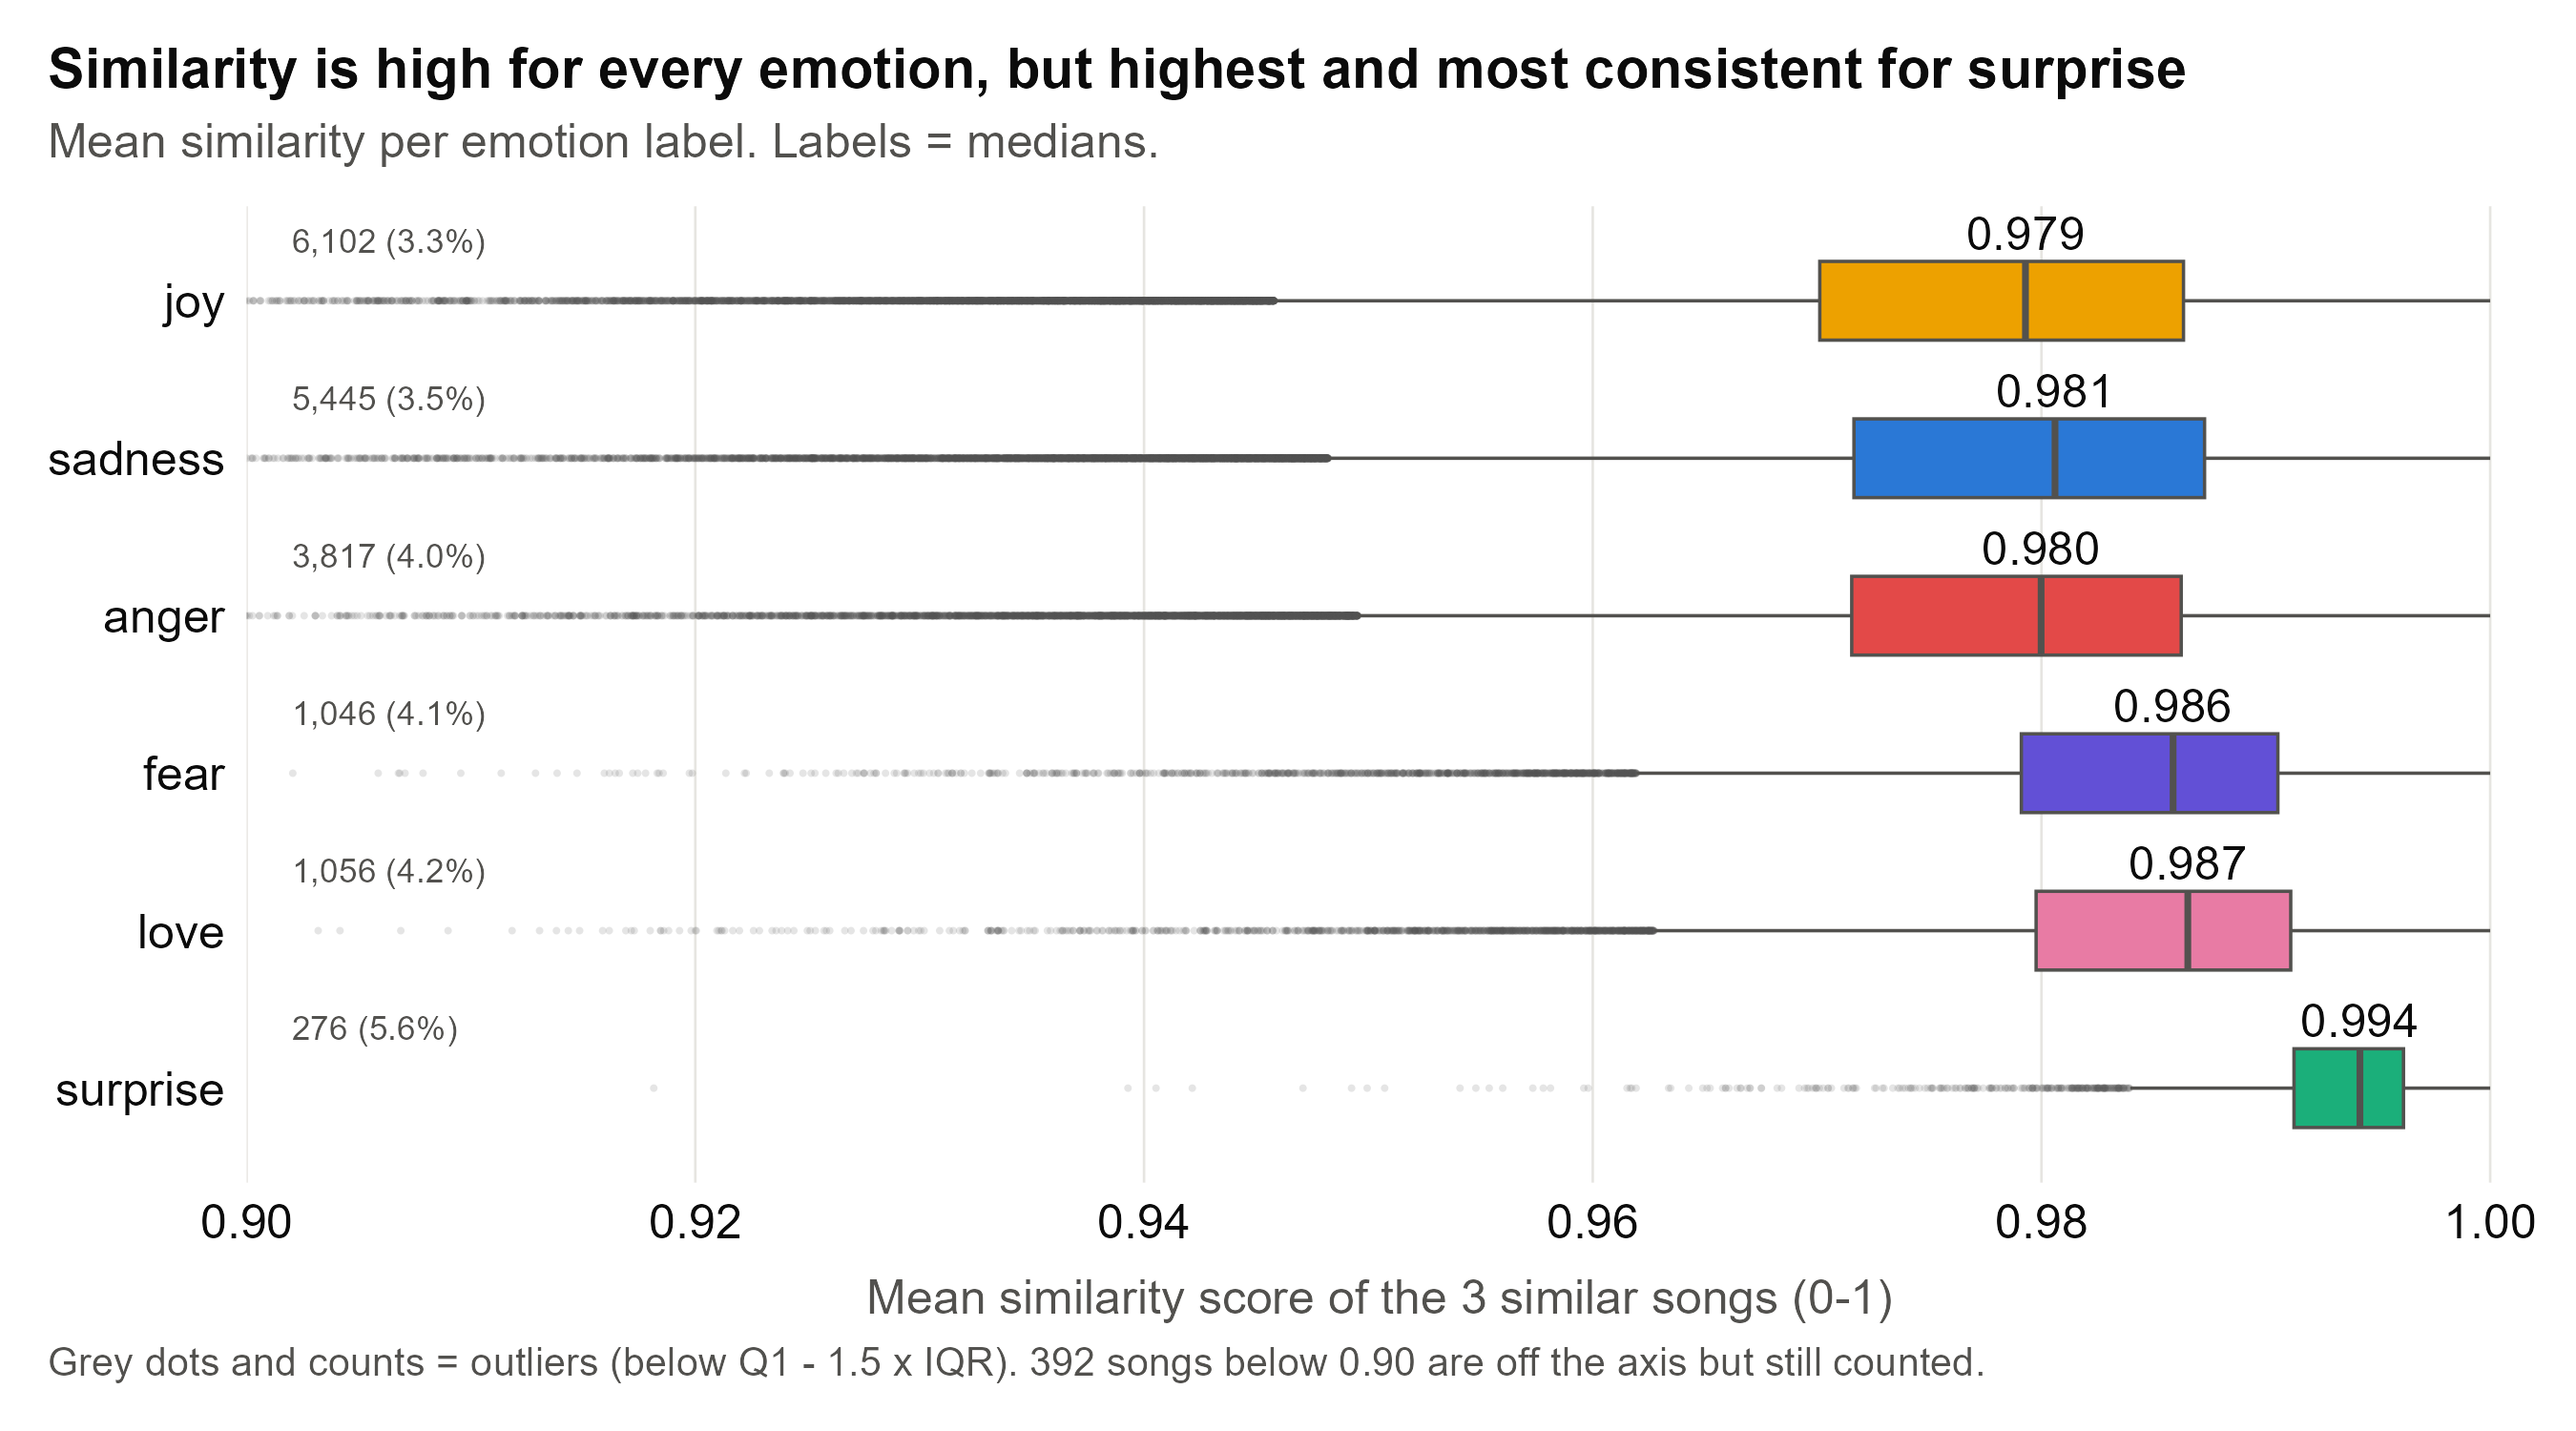 Similarity is high for every emotion, but highest and most consistent for surprise
Mean similarity per emotion label. Labels = medians.
6,102 (3.3%)
0.979
joy
5,445 (3.5%)
0.981
sadness
3,817 (4.0%)
0.980
anger
1,046 (4.1%)
0.986
fear
1,056 (4.2%)
0.987
love
276 (5.6%)
0.994
surprise
0.90 0.92 0.94 0.96 0.98 1.00
Mean similarity score of the 3 similar songs (0-1)
Grey dots and counts = outliers (below Q1 - 1.5 x IQR). 392 songs below 0.90 are off the axis but still counted.